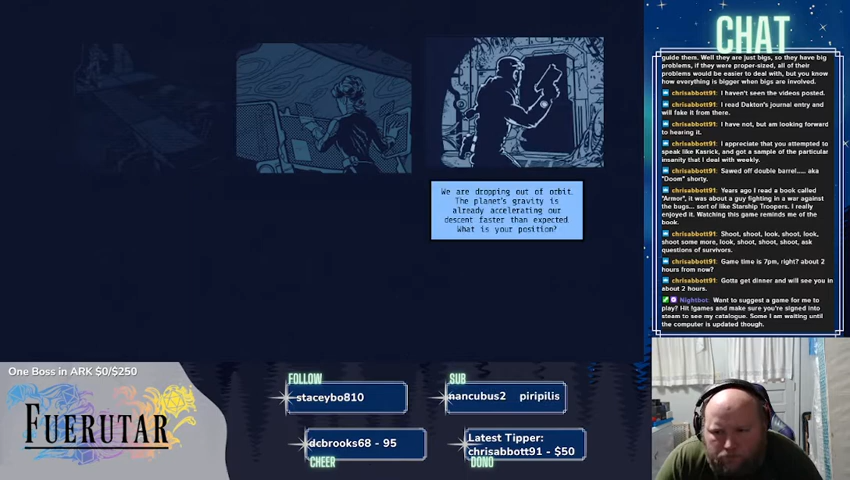 We are dropping out of orbit.
The planet's gravity is
already accelerating our
descent faster than expected.
What is your position?
CHAT
guide them. Well they are just bigs, so they have big
problems, if they were proper-sized, all of their
problems would be easier to deal with, but you know
how everything is bigger when bigs are involved.
chrisabbott91: I haven't seen the videos posted.
chrisabbott91: I read Dakton's journal entry and
will fake it from there.
chrisabbott91: I have not, but am looking forward
to hearing it.
chrisabbott91: I appreciate that you attempted to
speak like Kasrick, and got a sample of the particular
insanity that I deal with weekly.
chrisabbott91: Sawed off double barrel..... aka
"Doom" shorty.
chrisabbott91: Years ago I read a book called
"Armor", it was about a guy fighting in a war against
the bugs... sort of like Starship Troopers. I really
enjoyed it. Watching this game reminds me of the
book.
chrisabbott91: Shoot, shoot, look, shoot, look,
shoot some more, look, shoot, shoot, shoot, ask
questions of survivors.
chrisabbott91: Game time is 7pm, right? about 2
hours from now?
chrisabbott91: Gotta get dinner and will see you in
about 2 hours.
Nightbot: Want to suggest a game for me to
play? Hit !games and make sure you're signed into
steam to see my catalogue. Some I am waiting until
the computer is updated though.
One Boss in ARK $0/$250
FUERUTAR
FOLLOW
staceybo810
SUB
nancubus2 piripilis
dcbrooks68 - 95
CHEER
Latest Tipper:
chrisabbott91 - $50
DONO